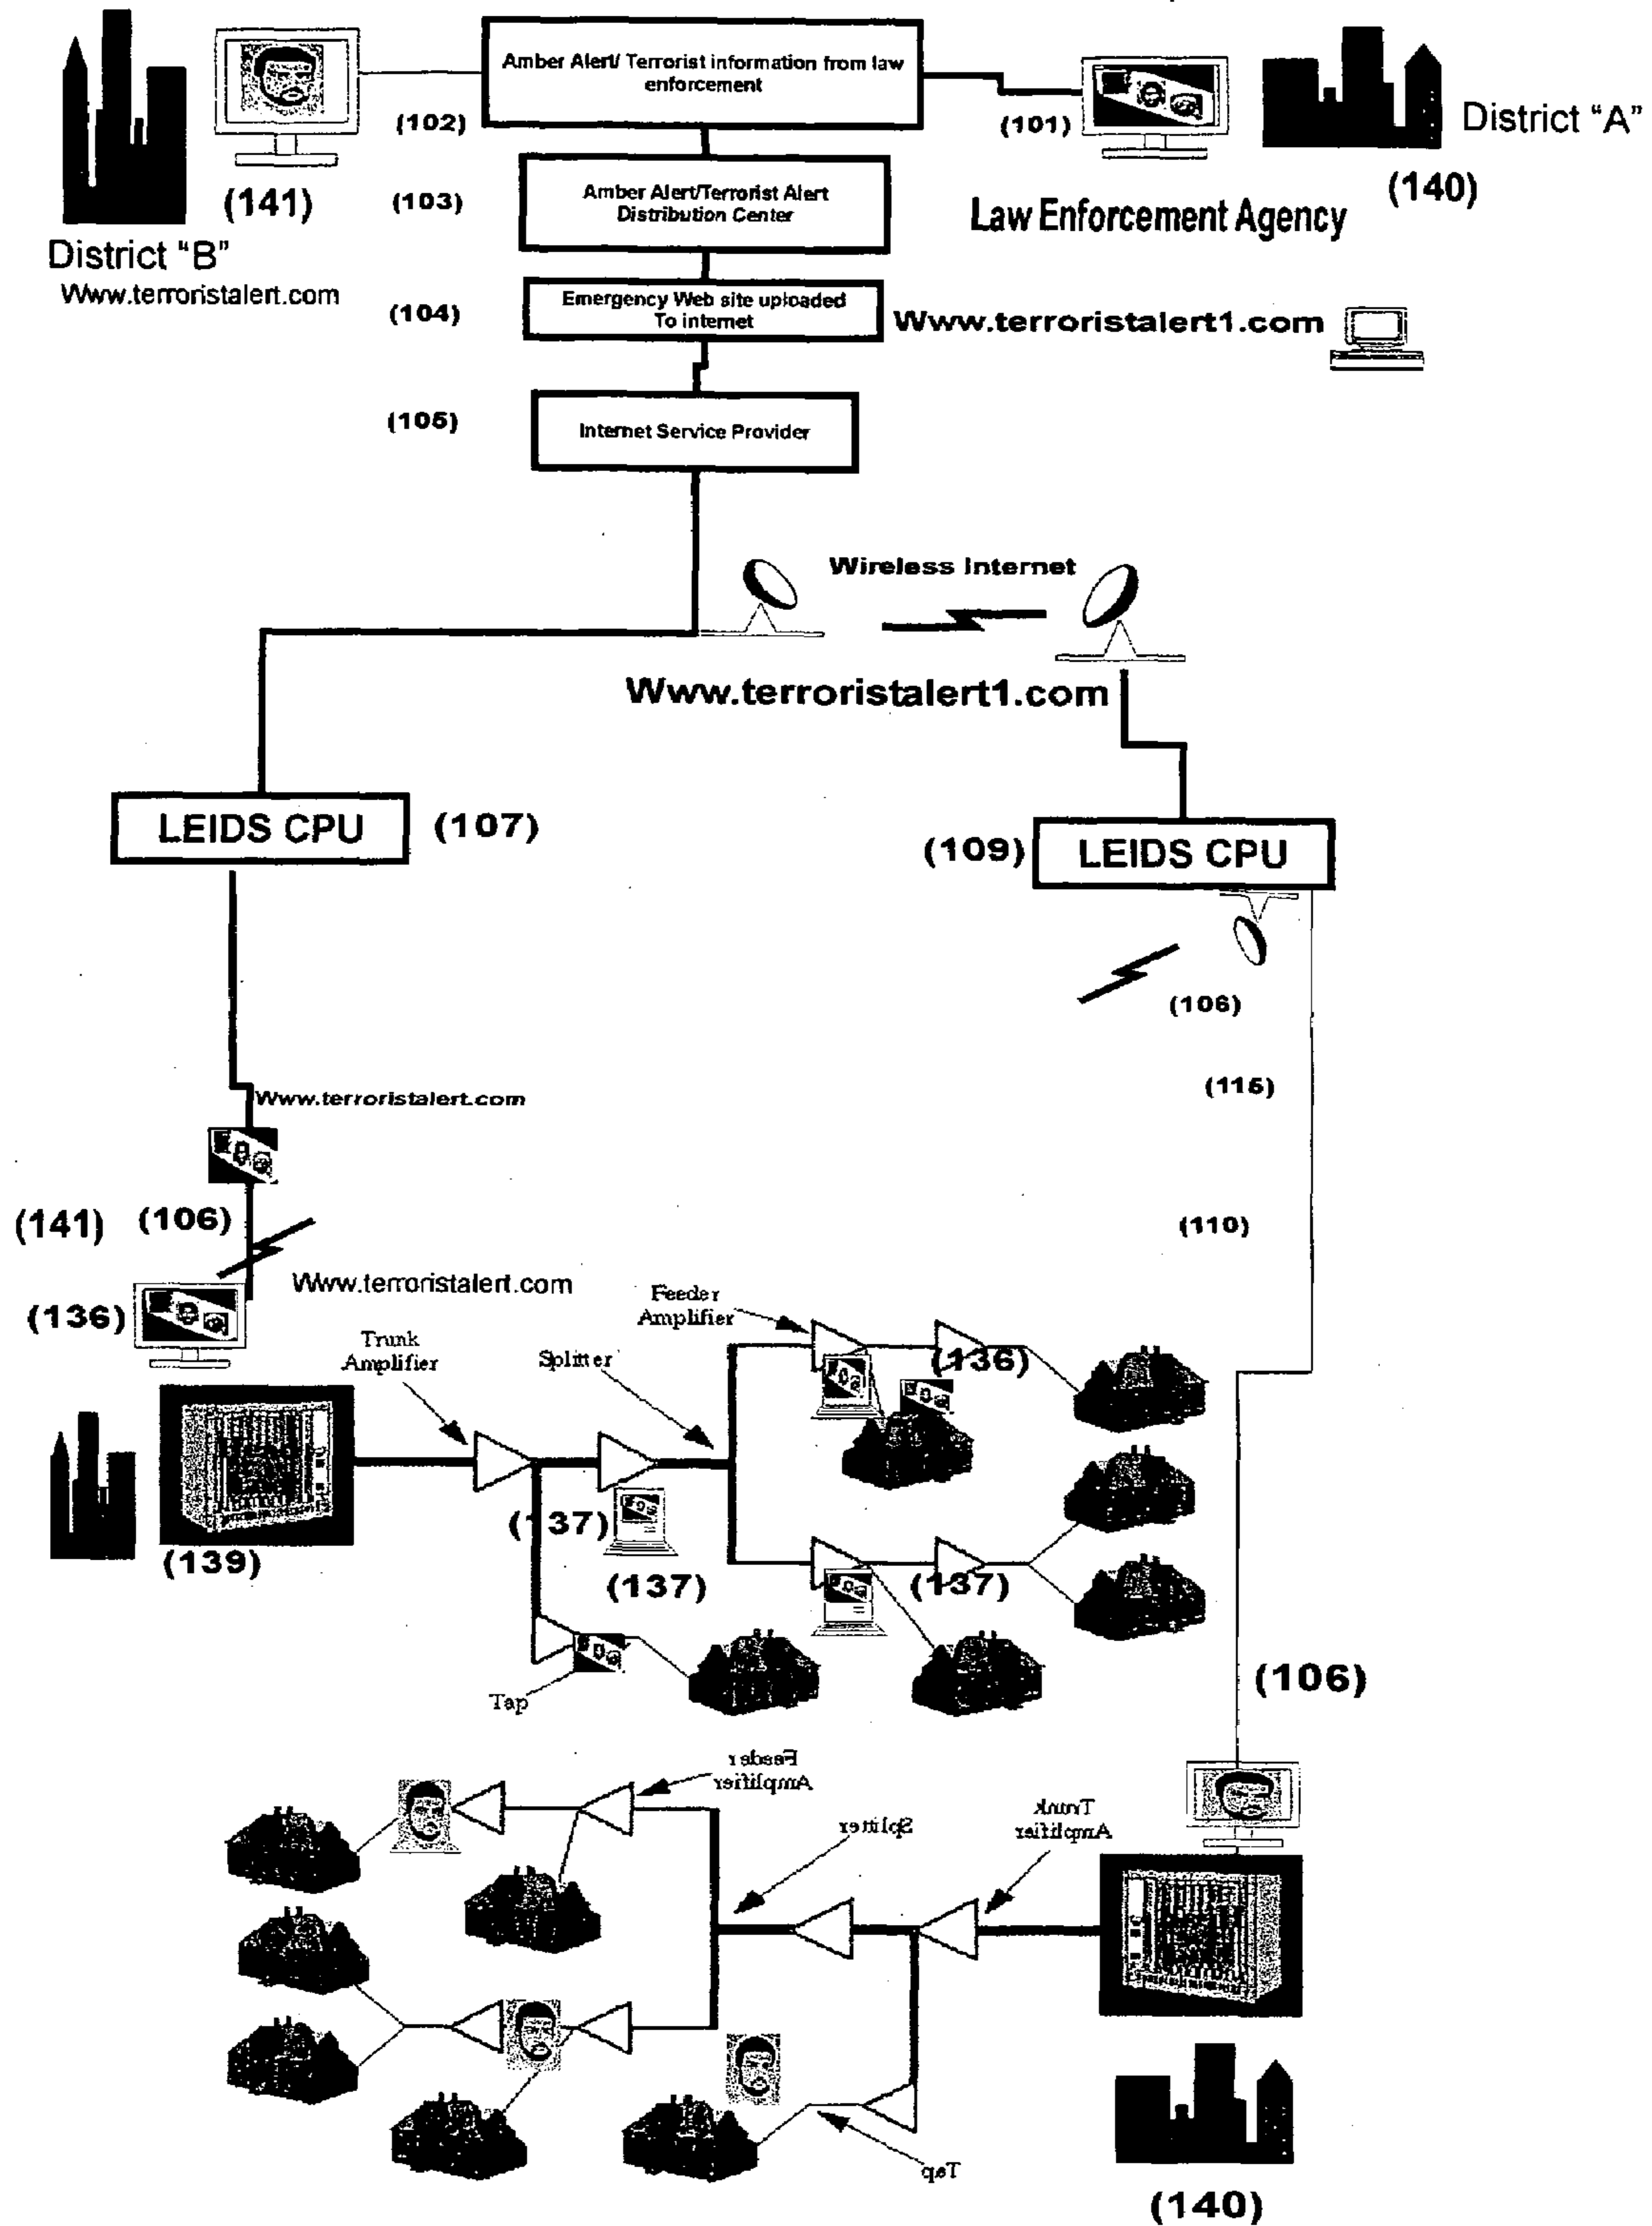 Amber Alert/ Terrorist information from law
enforcement
(102)
(101)
District "A"
(140)
(141)
(103)
Amber Alert/Terrorist Alert
Distribution Center
Law Enforcement Agency
District "B"
Www.terroristalert.com
(104)
Emergency Web site uploaded
To internet
Www.terroristalert1.com
(105)
Internet Service Provider
Wireless Internet
Www.terroristalert1.com
LEIDS CPU
(107)
(109)
LEIDS CPU
(106)
(115)
Www.terroristalert.com
(141)
(106)
(110)
Www.terroristalert.com
(136)
Feeder
Amplifier
Trunk
Amplifier
Splitter
(136)
(137)
(139)
(137)
(137)
Tap
(106)
Feeder
Amplifier
Splitter
Trunk
Amplifier
Tap
(140)